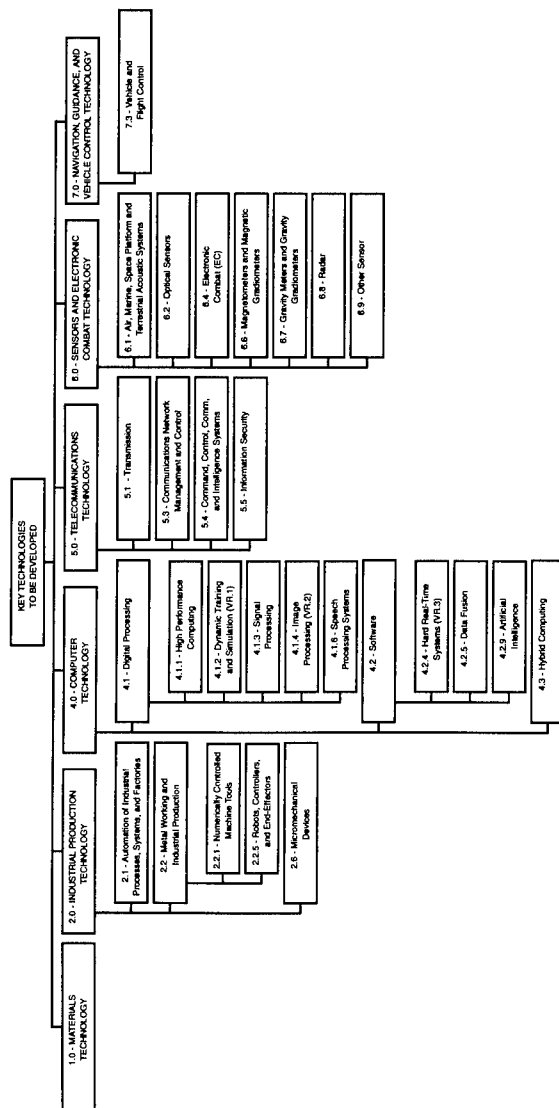 KEY TECHNOLOGIES
TO BE DEVELOPED
1.0 - MATERIALS
TECHNOLOGY
2.0 - INDUSTRIAL PRODUCTION
TECHNOLOGY
2.1 - Automation of Industrial
Processes, Systems, and Factories
2.2 - Metal Working and
Industrial Production
2.2.1 - Numerically Controlled
Machine Tools
2.2.5 - Robots, Controllers,
and End-Effectors
2.6 - Micromechanical
Devices
4.0 - COMPUTER
TECHNOLOGY
4.1 - Digital Processing
4.1.1 - High Performance
Computing
4.1.2 - Dynamic Training
and Simulation (VR.1)
4.1.3 - Signal
Processing
4.1.4 - Image
Processing (VR.2)
4.1.6 - Speech
Processing Systems
4.2 - Software
4.2.4 - Hard Real-Time
Systems (VR.3)
4.2.5 - Data Fusion
4.2.9 - Artificial
Intelligence
4.3 - Hybrid Computing
5.0 - TELECOMMUNICATIONS
TECHNOLOGY
5.1 - Transmission
5.3 - Communications Network
Management and Control
5.4 - Command, Control, Comm,
and Intelligence Systems
5.5 - Information Security
6.0 - SENSORS AND ELECTRONIC
COMBAT TECHNOLOGY
6.1 - Air, Marine, Space Platform and
Terrestrial Acoustic Systems
6.2 - Optical Sensors
6.4 - Electronic
Combat (EC)
6.6 - Magnetometers and Magnetic
Gradiometers
6.7 - Gravity Meters and Gravity
Gradiometers
6.8 - Radar
6.9 - Other Sensor
7.0 - NAVIGATION, GUIDANCE, AND
VEHICLE CONTROL TECHNOLOGY
7.3 - Vehicle and
Flight Control